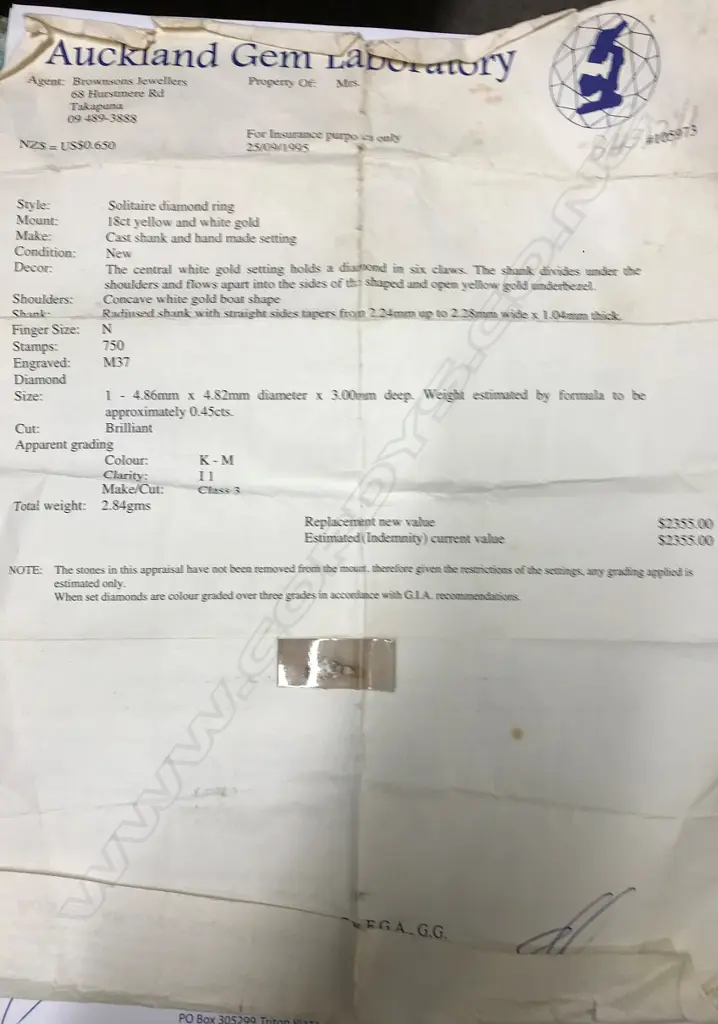 Auckland Gem Laboratory
Agent: Brownsons Jewellers
68 Hurstmere Rd
Takapuna
09 489-3888
Property Of: Mrs.
NZ$ = US$0.650
For Insurance purposes only
25/09/1995
#105973
Style: Solitaire diamond ring
Mount: 18ct yellow and white gold
Make: Cast shank and hand made setting
Condition: New
Decor: The central white gold setting holds a diamond in six claws. The shank divides under the
shoulders and flows apart into the sides of the shaped and open yellow gold underbezel.
Shoulders: Concave white gold boat shape
Shank: Radiused shank with straight sides tapers from 2.24mm up to 2.28mm wide x 1.04mm thick.
Finger Size: N
Stamps: 750
Engraved: M37
Diamond
Size: 1 - 4.86mm x 4.82mm diameter x 3.00mm deep. Weight estimated by formula to be
approximately 0.45cts.
Cut: Brilliant
Apparent grading
Colour: K - M
Clarity: I 1
Make/Cut: Class 3
Total weight: 2.84gms
Replacement new value $2355.00
Estimated (Indemnity) current value $2355.00
NOTE: The stones in this appraisal have not been removed from the mount, therefore given the restrictions of the settings, any grading applied is
estimated only.
When set diamonds are colour graded over three grades in accordance with G.I.A. recommendations.
F.G.A., G.G.
PO Box 305299 Triton
WWW.CORDYS.CO.NZ